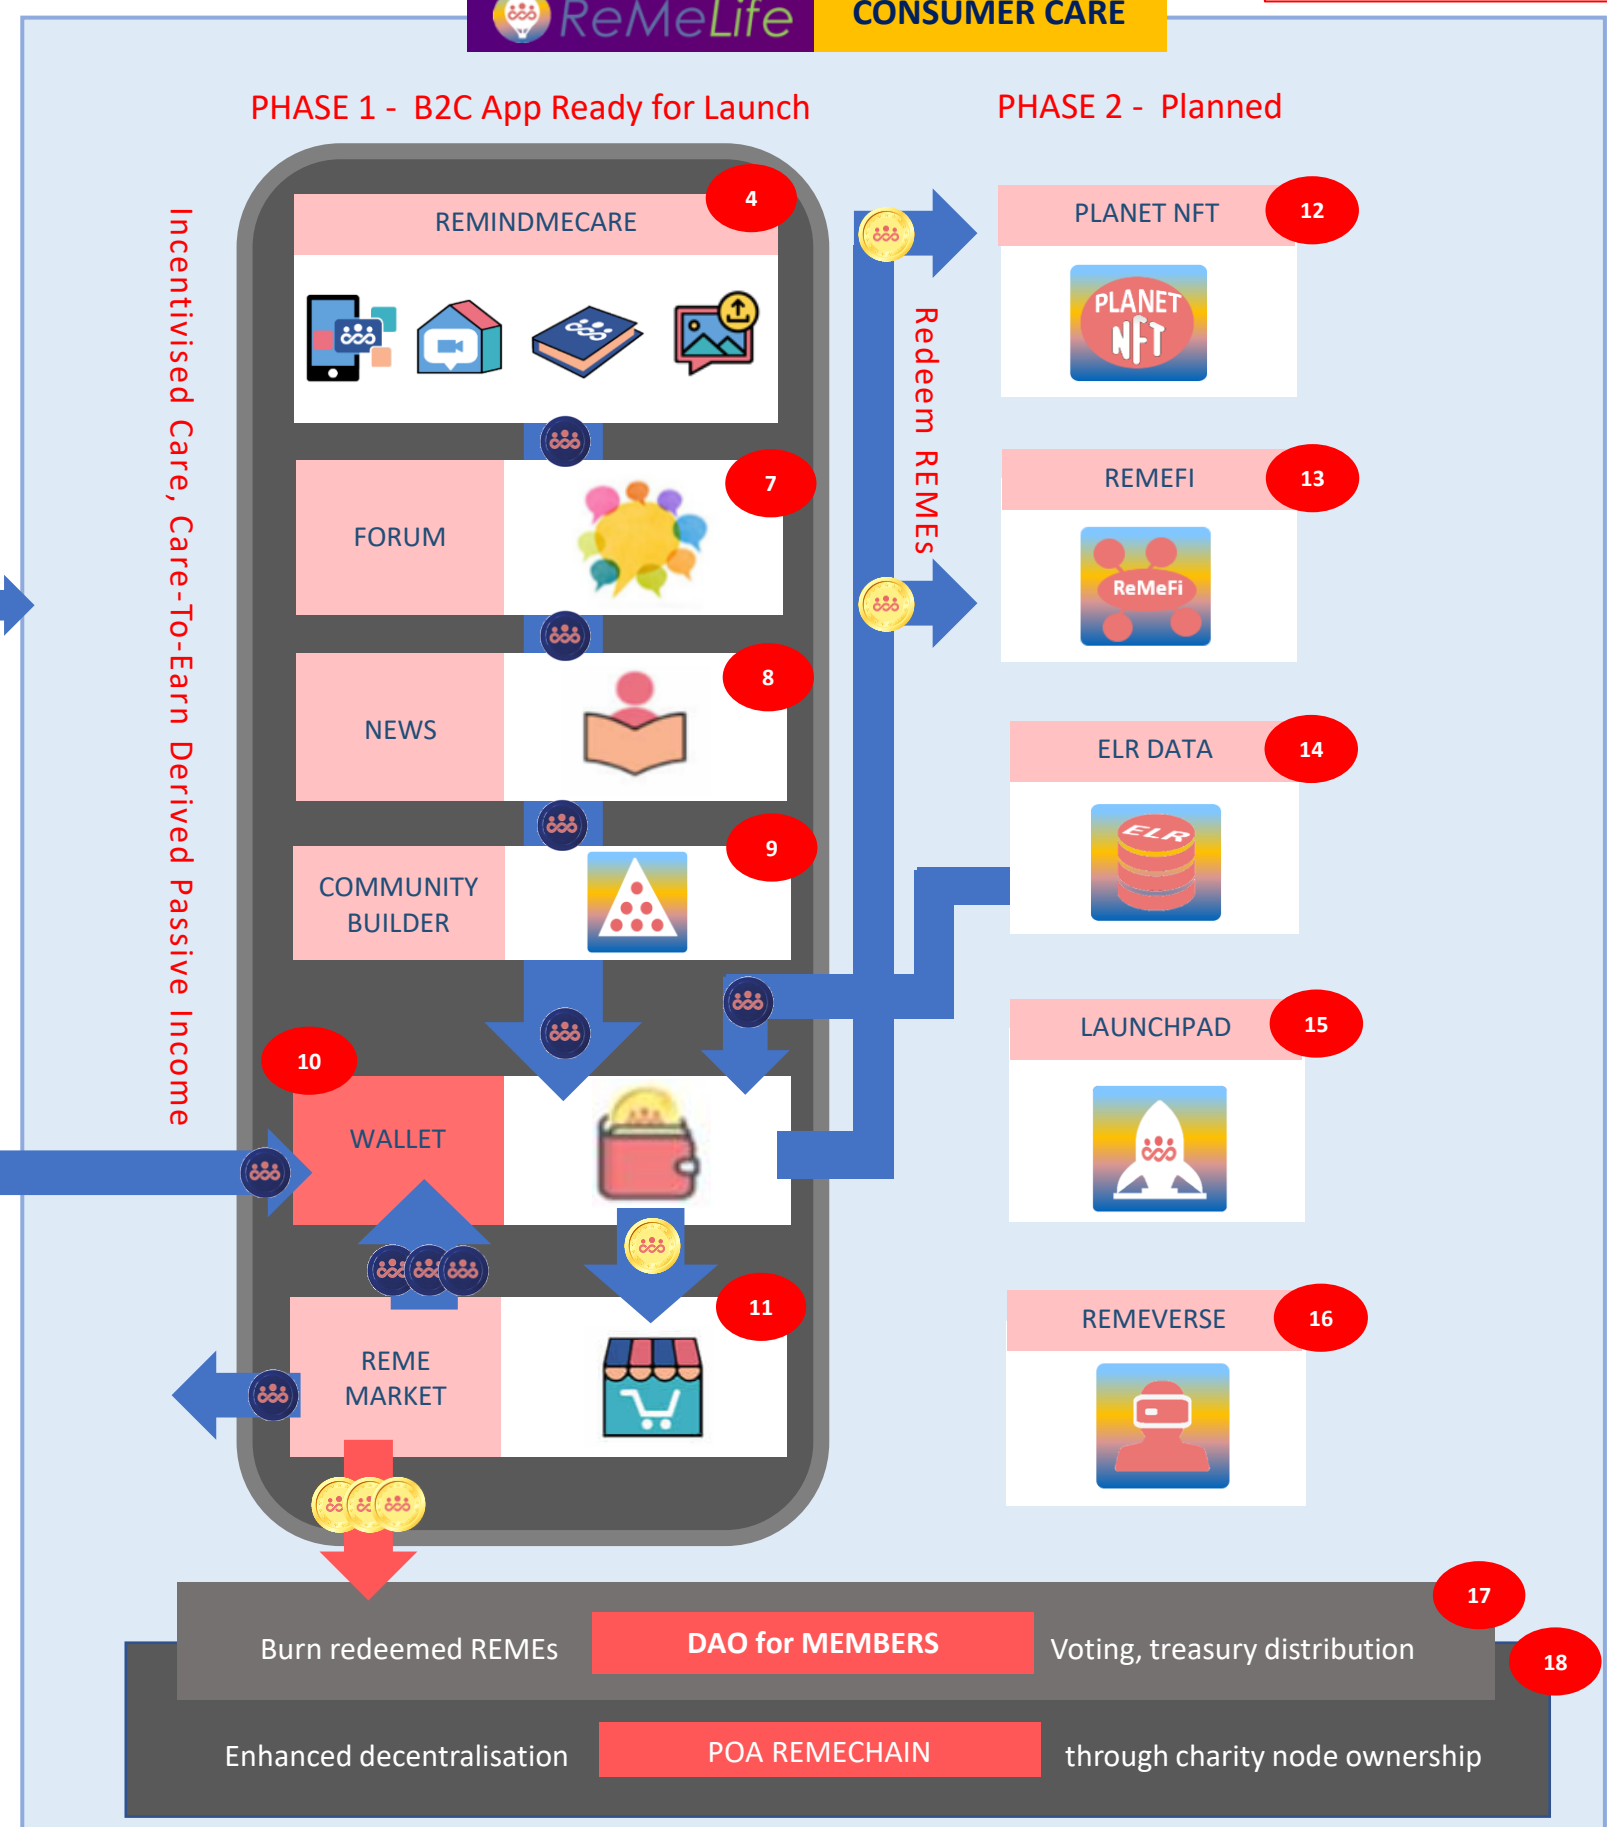 ReMeLife
CONSUMER CARE
PHASE 1 - B2C App Ready for Launch
PHASE 2 - Planned
Incentivised Care, Care-To-Earn Derived Passive Income
REMINDMECARE
4
FORUM
7
NEWS
8
COMMUNITY
BUILDER
9
10
WALLET
REME
MARKET
11
Redeem REMEs
PLANET NFT
12
PLANET
NFT
REMEFI
13
ReMeFi
ELR DATA
14
ELR
LAUNCHPAD
15
REMEVERSE
16
17
Burn redeemed REMEs
DAO for MEMBERS
Voting, treasury distribution
18
Enhanced decentralisation
POA REMECHAIN
through charity node ownership